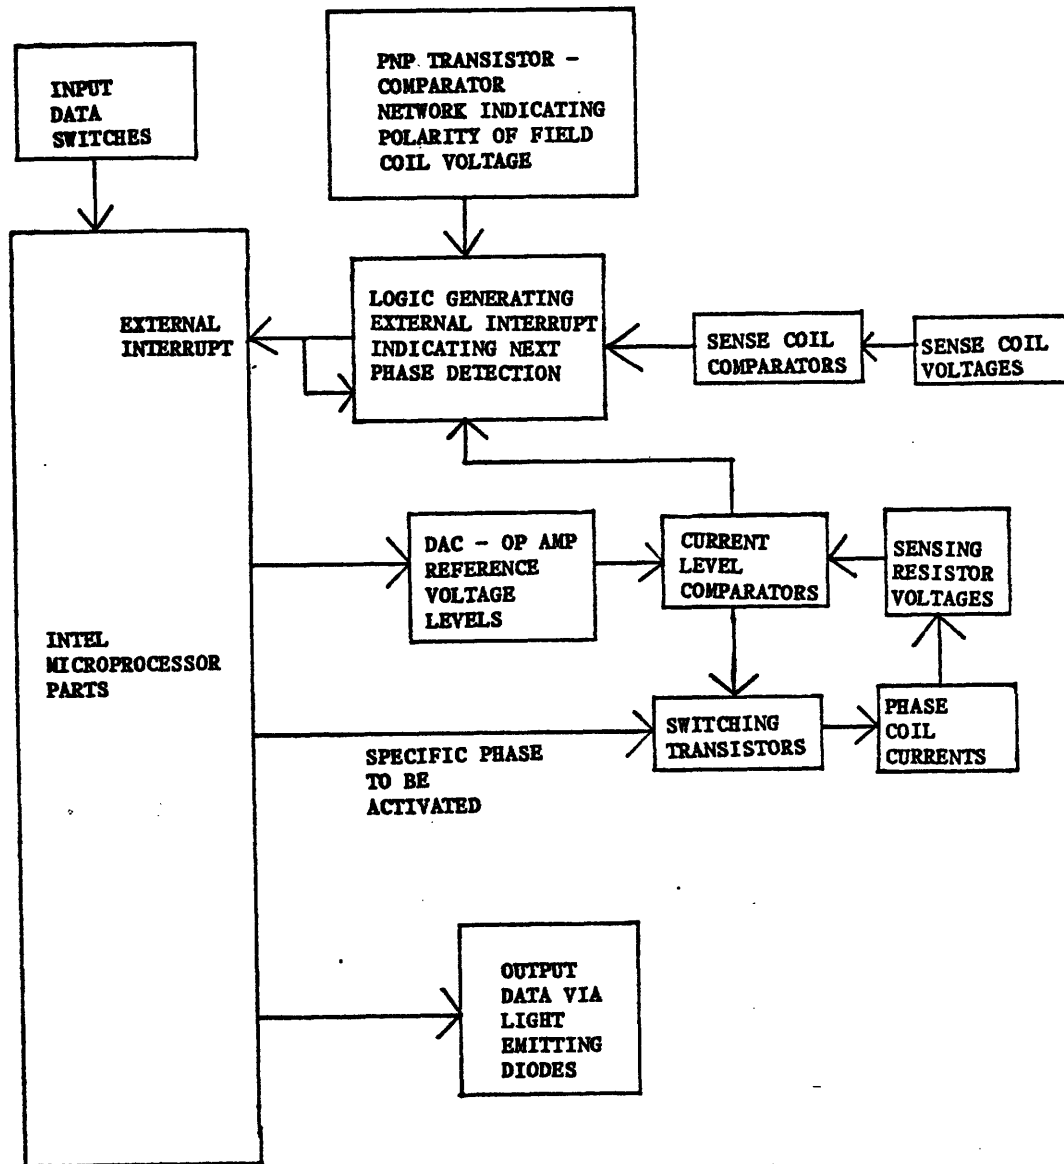 INPUT
DATA
SWITCHES
PNP TRANSISTOR -
COMPARATOR
NETWORK INDICATING
POLARITY OF FIELD
COIL VOLTAGE
EXTERNAL
INTERRUPT
LOGIC GENERATING
EXTERNAL INTERRUPT
INDICATING NEXT
PHASE DETECTION
SENSE COIL
COMPARATORS
SENSE COIL
VOLTAGES
DAC - OP AMP
REFERENCE
VOLTAGE
LEVELS
CURRENT
LEVEL
COMPARATORS
SENSING
RESISTOR
VOLTAGES
INTEL
MICROPROCESSOR
PARTS
SPECIFIC PHASE
TO BE
ACTIVATED
SWITCHING
TRANSISTORS
PHASE
COIL
CURRENTS
OUTPUT
DATA VIA
LIGHT
EMITTING
DIODES